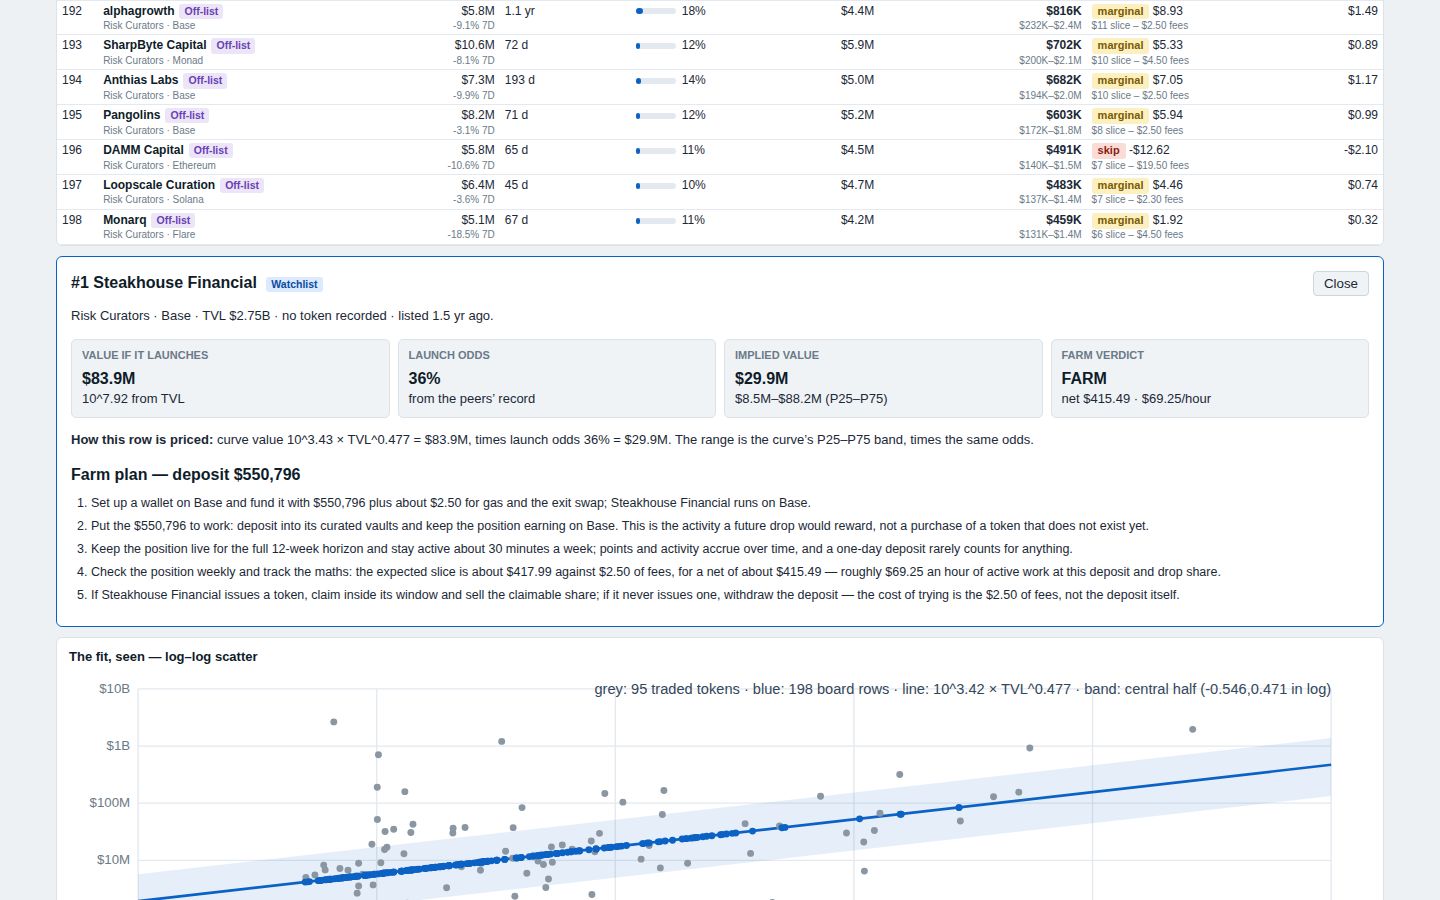 192 alphagrowth Off-list $5.8M 1.1 yr 18% $4.4M $816K marginal $8.93 $1.49
Risk Curators · Base -9.1% 7D $232K–$2.4M $11 slice – $2.50 fees
193 SharpByte Capital Off-list $10.6M 72 d 12% $5.9M $702K marginal $5.33 $0.89
Risk Curators · Monad -8.1% 7D $200K–$2.1M $10 slice – $4.50 fees
194 Anthias Labs Off-list $7.3M 193 d 14% $5.0M $682K marginal $7.05 $1.17
Risk Curators · Base -9.9% 7D $194K–$2.0M $10 slice – $2.50 fees
195 Pangolins Off-list $8.2M 71 d 12% $5.2M $603K marginal $5.94 $0.99
Risk Curators · Base -3.1% 7D $172K–$1.8M $8 slice – $2.50 fees
196 DAMM Capital Off-list $5.8M 65 d 11% $4.5M $491K skip -$12.62 -$2.10
Risk Curators · Ethereum -10.6% 7D $140K–$1.5M $7 slice – $19.50 fees
197 Loopscale Curation Off-list $6.4M 45 d 10% $4.7M $483K marginal $4.46 $0.74
Risk Curators · Solana -3.6% 7D $137K–$1.4M $7 slice – $2.30 fees
198 Monarq Off-list $5.1M 67 d 11% $4.2M $459K marginal $1.92 $0.32
Risk Curators · Flare -18.5% 7D $131K–$1.4M $6 slice – $4.50 fees
#1 Steakhouse Financial Watchlist Close
Risk Curators · Base · TVL $2.75B · no token recorded · listed 1.5 yr ago.
VALUE IF IT LAUNCHES
$83.9M
10^7.92 from TVL
LAUNCH ODDS
36%
from the peers’ record
IMPLIED VALUE
$29.9M
$8.5M–$88.2M (P25–P75)
FARM VERDICT
FARM
net $415.49 · $69.25/hour
How this row is priced: curve value 10^3.43 × TVL^0.477 = $83.9M, times launch odds 36% = $29.9M. The range is the curve’s P25–P75 band, times the same odds.
Farm plan — deposit $550,796
1. Set up a wallet on Base and fund it with $550,796 plus about $2.50 for gas and the exit swap; Steakhouse Financial runs on Base.
2. Put the $550,796 to work: deposit into its curated vaults and keep the position earning on Base. This is the activity a future drop would reward, not a purchase of a token that does not exist yet.
3. Keep the position live for the full 12-week horizon and stay active about 30 minutes a week; points and activity accrue over time, and a one-day deposit rarely counts for anything.
4. Check the position weekly and track the maths: the expected slice is about $417.99 against $2.50 of fees, for a net of about $415.49 — roughly $69.25 an hour of active work at this deposit and drop share.
5. If Steakhouse Financial issues a token, claim inside its window and sell the claimable share; if it never issues one, withdraw the deposit — the cost of trying is the $2.50 of fees, not the deposit itself.
The fit, seen — log–log scatter
grey: 95 traded tokens · blue: 198 board rows · line: 10^3.42 × TVL^0.477 · band: central half (-0.546,0.471 in log)
$10B
$1B
$100M
$10M